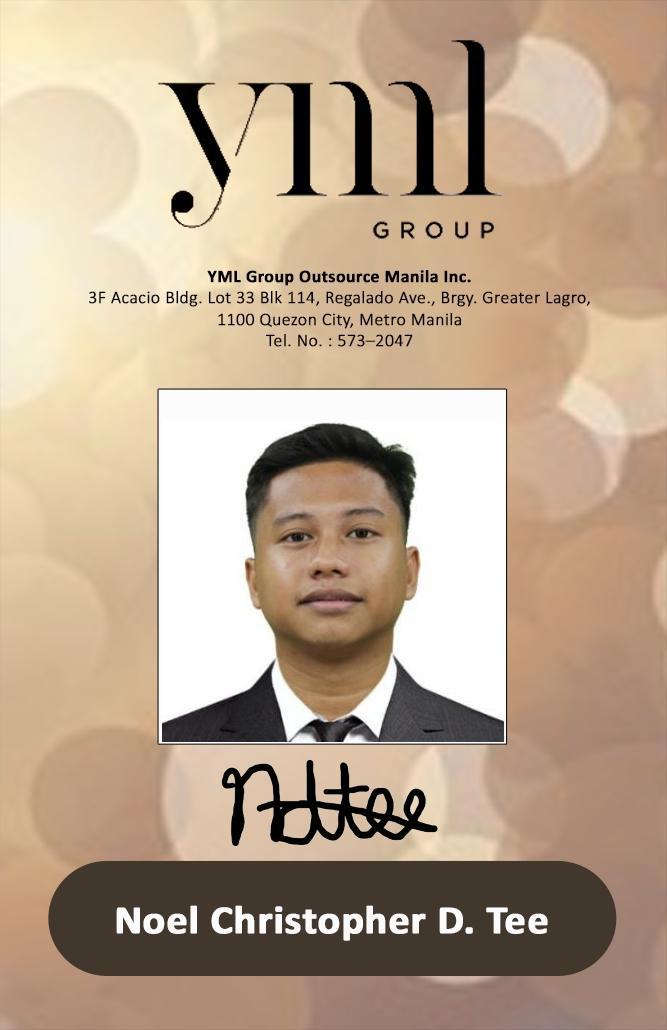 yml
GROUP
YML Group Outsource Manila Inc.
3F Acacio Bldg. Lot 33 Blk 114, Regalado Ave., Brgy. Greater Lagro,
1100 Quezon City, Metro Manila
Tel. No. : 573–2047
Noel Christopher D. Tee